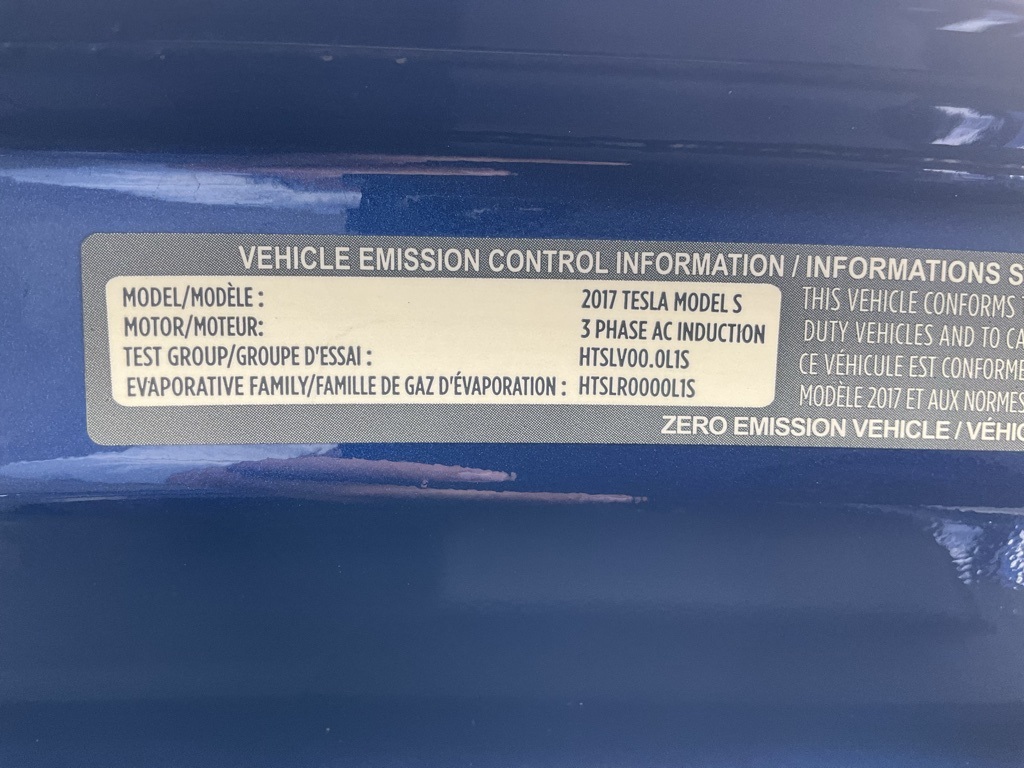 VEHICLE EMISSION CONTROL INFORMATION / INFORMATIONS S
MODEL/MODÈLE : 2017 TESLA MODEL S
MOTOR/MOTEUR: 3 PHASE AC INDUCTION
TEST GROUP/GROUPE D'ESSAI : HTSLV00.0L1S
EVAPORATIVE FAMILY/FAMILLE DE GAZ D'ÉVAPORATION : HTSLR0000L1S
THIS VEHICLE CONFORMS
DUTY VEHICLES AND TO CA
CE VÉHICULE EST CONFORME
MODÈLE 2017 ET AUX NORMES
ZERO EMISSION VEHICLE / VÉHIC